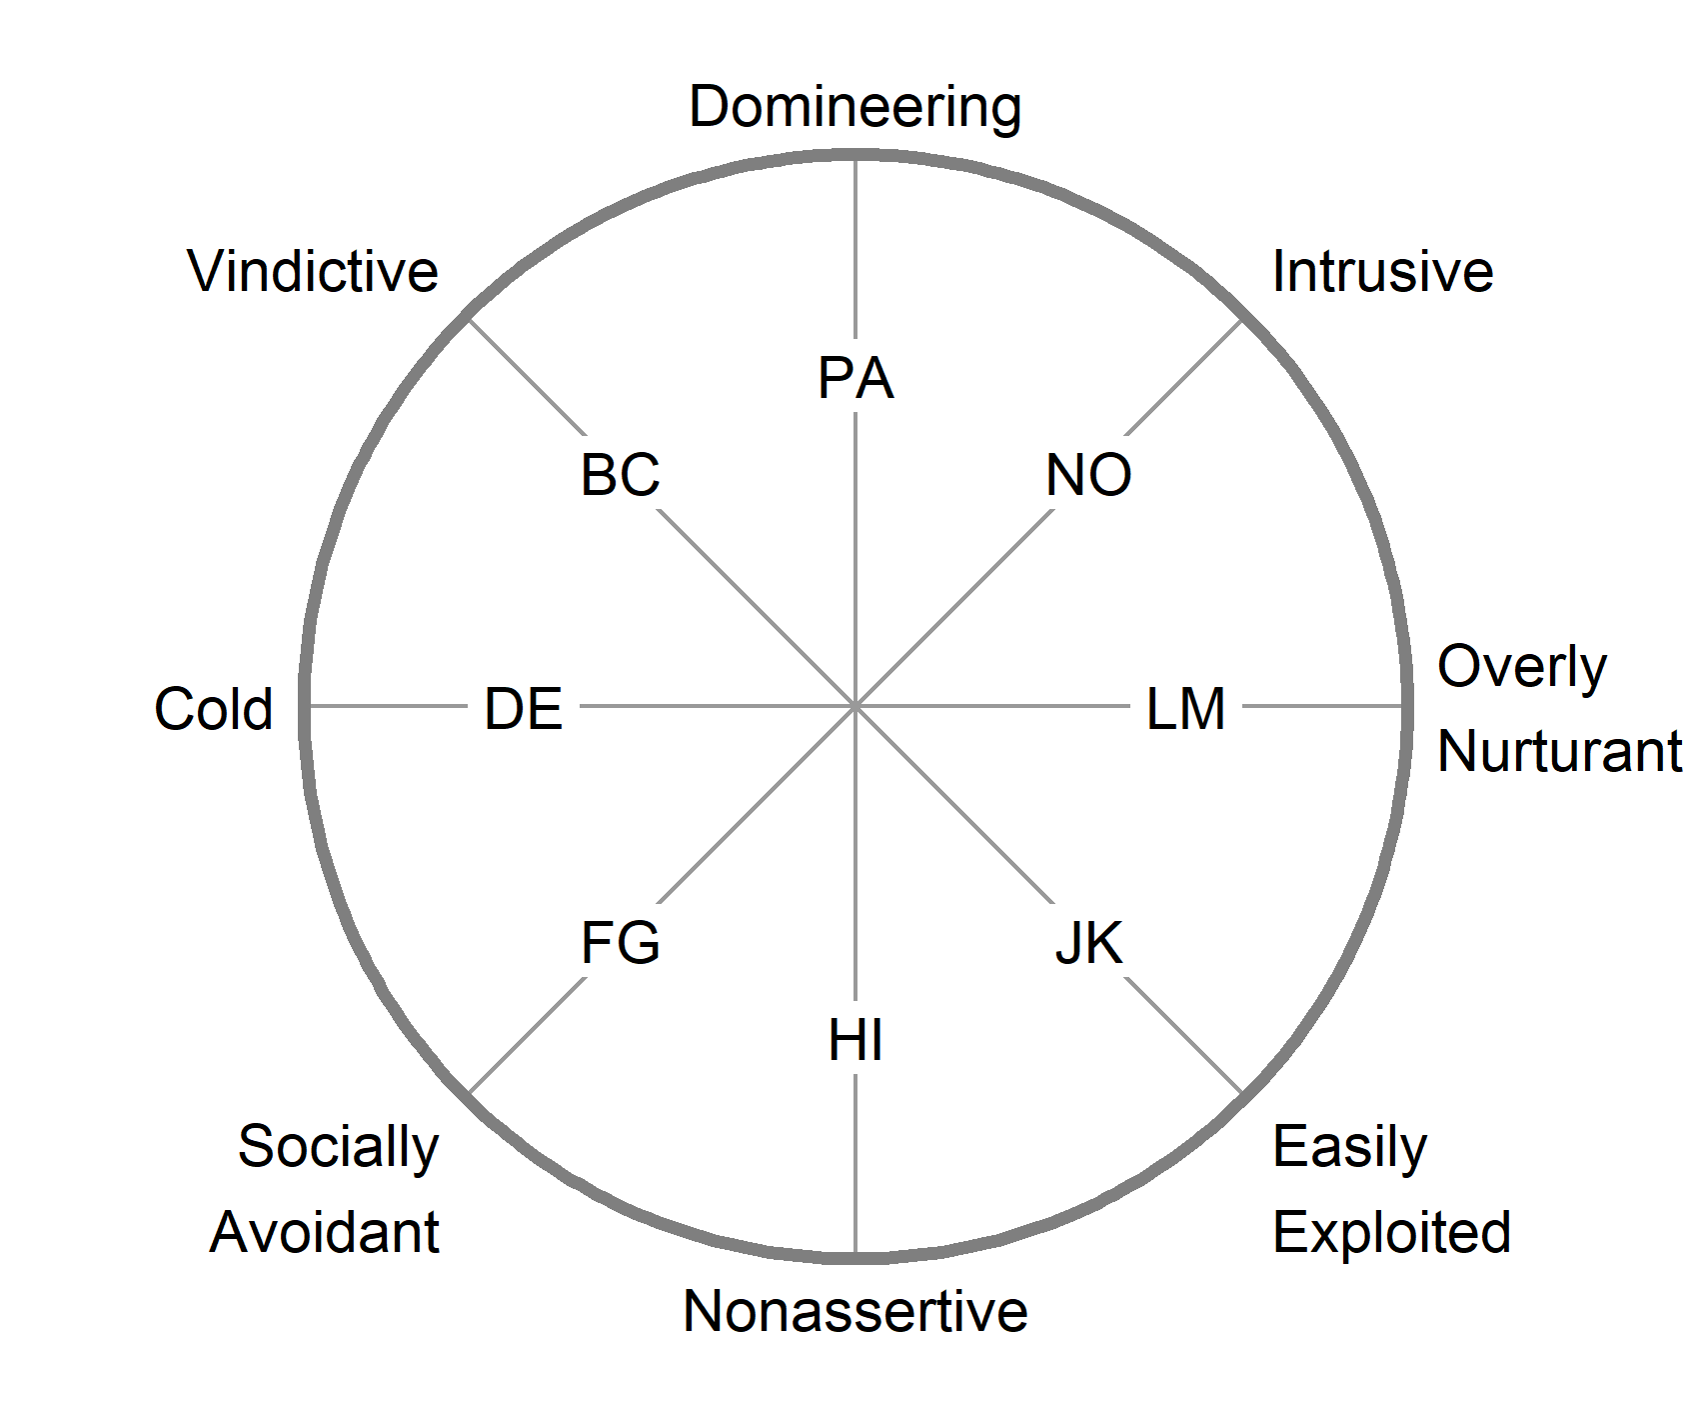 Domineering
Vindictive
Intrusive
PA
BC
NO
Overly
Nurturant
Cold
DE
LM
FG
JK
HI
Socially
Avoidant
Easily
Exploited
Nonassertive